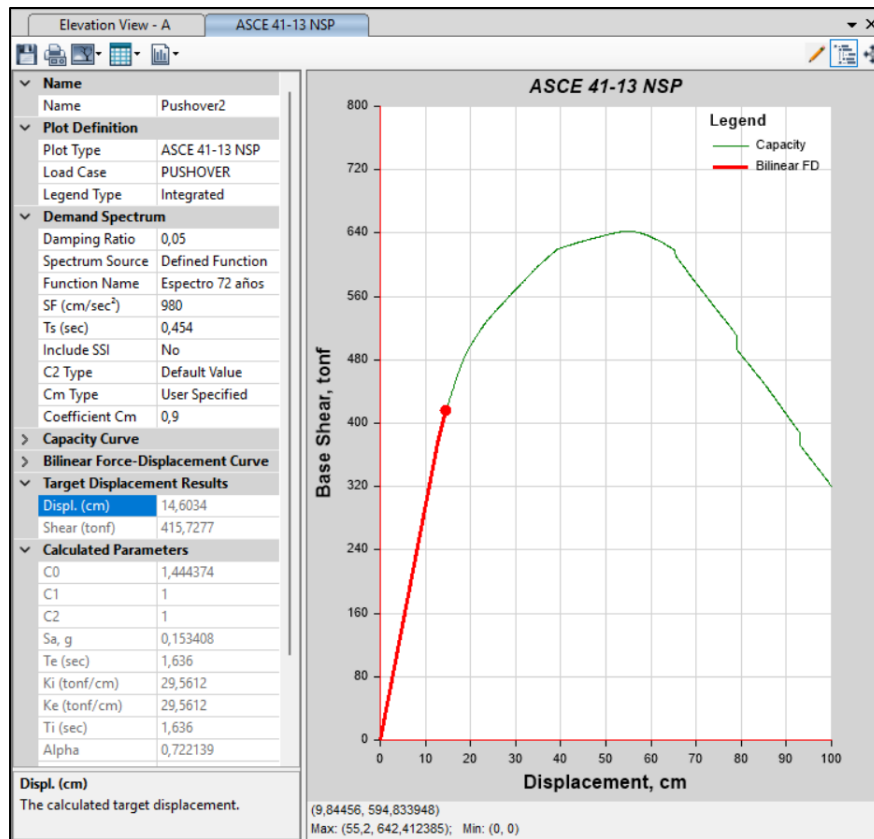 Elevation View - A
ASCE 41-13 NSP
Name
Name Pushover2
Plot Definition
Plot Type ASCE 41-13 NSP
Load Case PUSHOVER
Legend Type Integrated
Demand Spectrum
Damping Ratio 0,05
Spectrum Source Defined Function
Function Name Espectro 72 años
SF (cm/sec²) 980
Ts (sec) 0,454
Include SSI No
C2 Type Default Value
Cm Type User Specified
Coefficient Cm 0,9
Capacity Curve
Bilinear Force-Displacement Curve
Target Displacement Results
Displ. (cm) 14,6034
Shear (tonf) 415,7277
Calculated Parameters
C0 1,444374
C1 1
C2 1
Sa, g 0,153408
Te (sec) 1,636
Ki (tonf/cm) 29,5612
Ke (tonf/cm) 29,5612
Ti (sec) 1,636
Alpha 0,722139
Displ. (cm)
The calculated target displacement.
ASCE 41-13 NSP
Legend
Capacity
Bilinear FD
Base Shear, tonf
800
720
640
560
480
400
320
240
160
80
0
0 10 20 30 40 50 60 70 80 90 100
Displacement, cm
(9,84456, 594,833948)
Max: (55,2, 642,412385); Min: (0, 0)